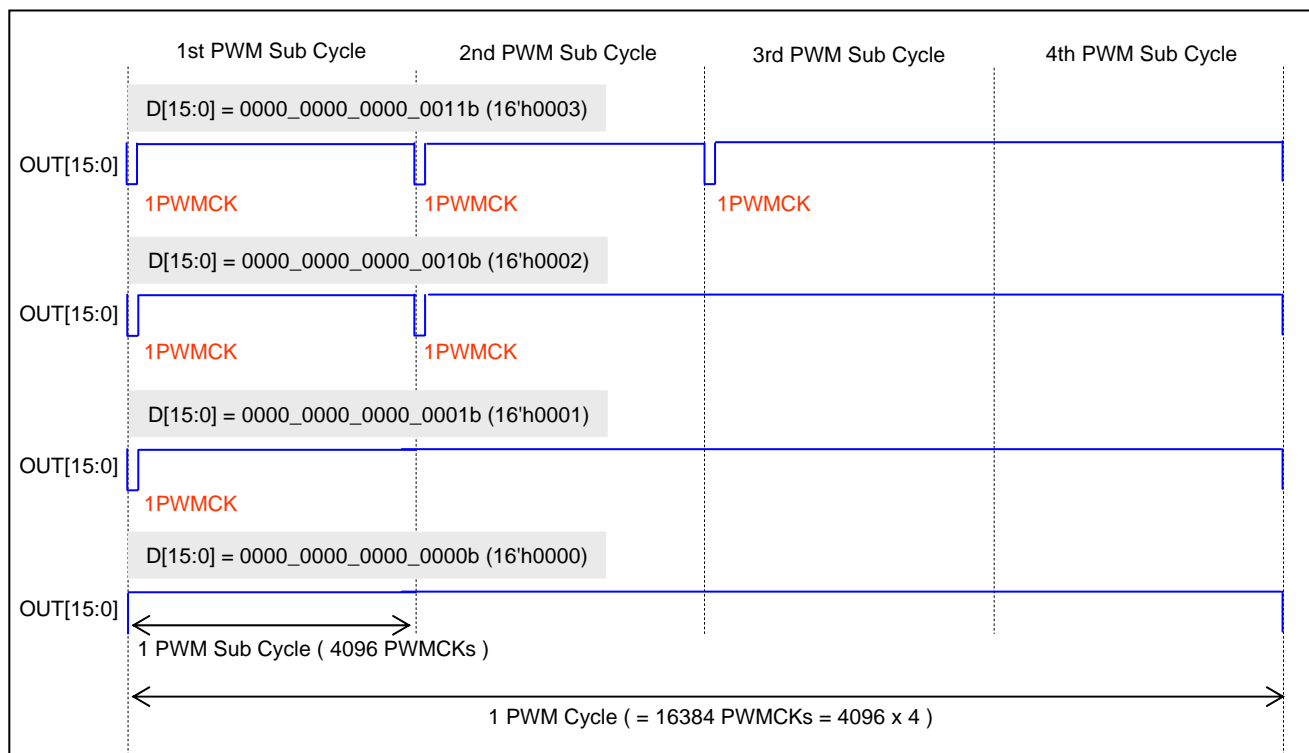 1st PWM Sub Cycle 2nd PWM Sub Cycle 3rd PWM Sub Cycle 4th PWM Sub Cycle
D[15:0] = 0000_0000_0000_0011b (16'h0003)
OUT[15:0]
1PWMCK 1PWMCK 1PWMCK
D[15:0] = 0000_0000_0000_0010b (16'h0002)
OUT[15:0]
1PWMCK 1PWMCK
D[15:0] = 0000_0000_0000_0001b (16'h0001)
OUT[15:0]
1PWMCK
D[15:0] = 0000_0000_0000_0000b (16'h0000)
OUT[15:0]
1 PWM Sub Cycle ( 4096 PWMCKs )
1 PWM Cycle ( = 16384 PWMCKs = 4096 x 4 )